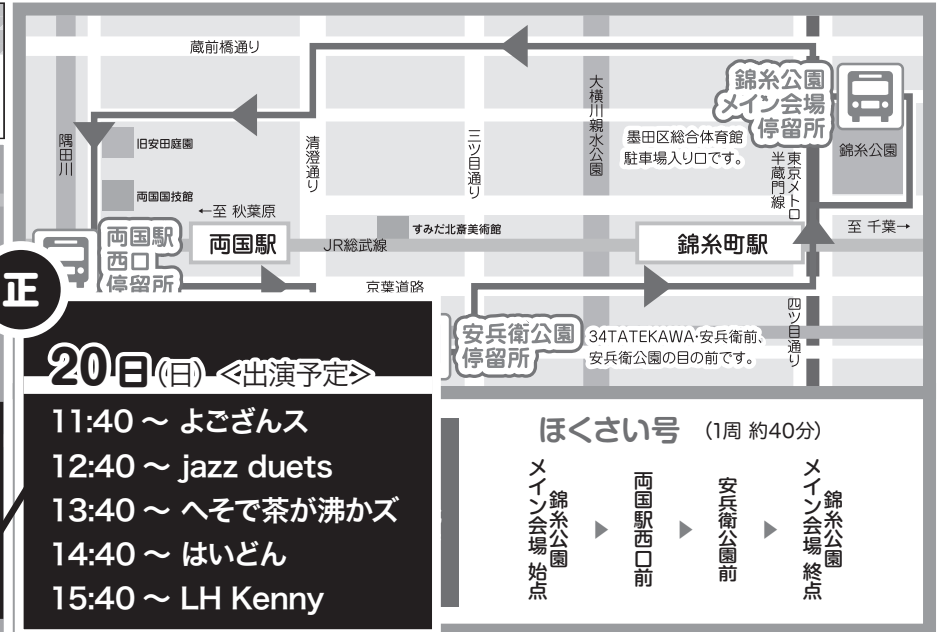 蔵前橋通り
隅田川
旧安田庭園
両国国技館
清澄通り
三ツ目通り
大横川親水公園
錦糸公園
メイン会場
停留所
墨田区総合体育館
駐車場入り口です。
東京メトロ
半蔵門線
錦糸公園
←至 秋葉原
すみだ北斎美術館
至 千葉→
両国駅
西口
停留所
両国駅
JR総武線
錦糸町駅
京葉道路
四ツ目通り
安兵衛公園
停留所
34TATEKAWA・安兵衛前、
安兵衛公園の目の前です。
正
20日(日) <出演予定>
11:40 ～ よござんス
12:40 ～ jazz duets
13:40 ～ へそで茶が沸かズ
14:40 ～ はいどん
15:40 ～ LH Kenny
ほくさい号 (1周 約40分)
錦糸公園
メイン会場 始点
両国駅西口前
安兵衛公園前
錦糸公園
メイン会場 終点